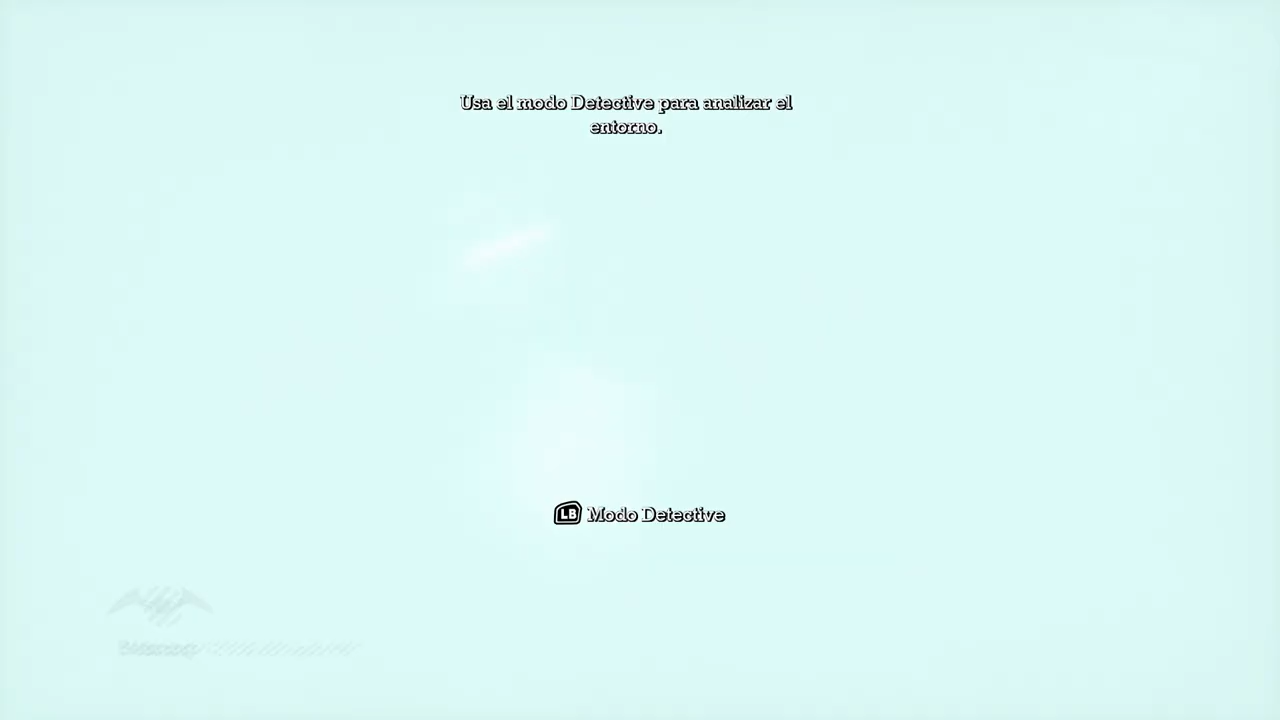 Usa el modo Detective para analizar el
entorno.
LB Modo Detective